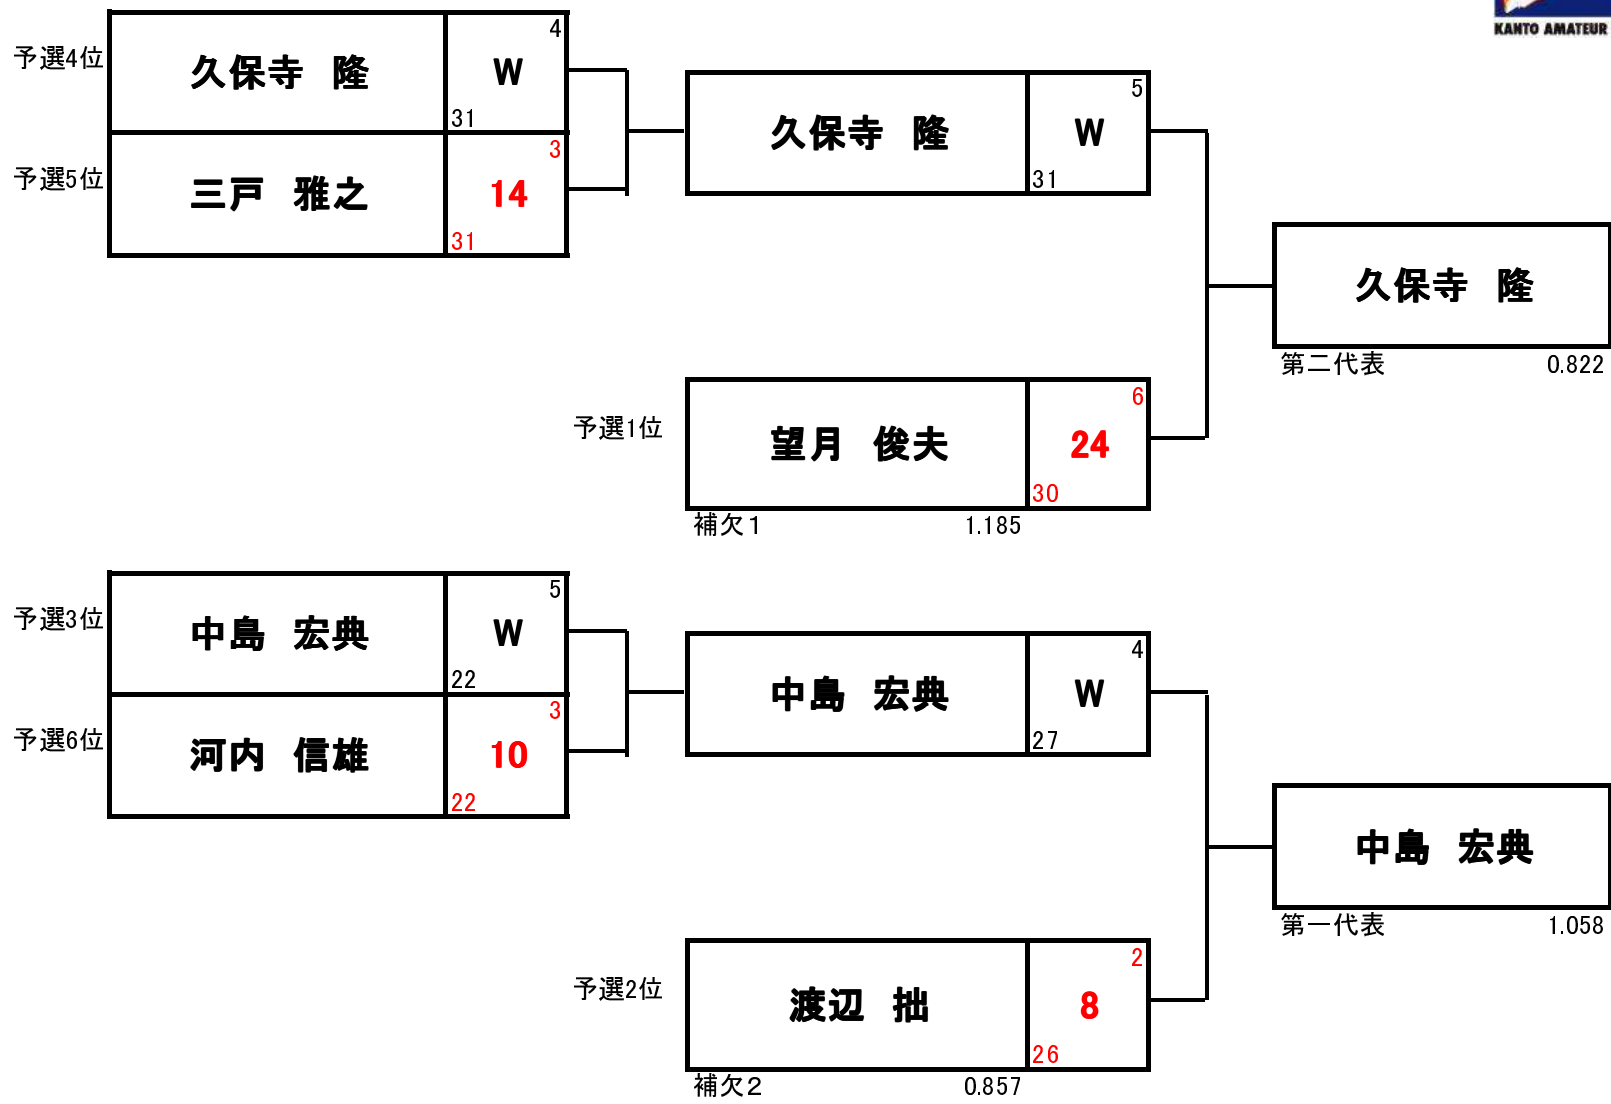 KANTO AMATEUR
予選4位 久保寺 隆 W 4 31
予選5位 三戸 雅之 14 3 31
久保寺 隆 W 5 31
久保寺 隆
第二代表 0.822
予選1位 望月 俊夫 24 6 30
補欠1 1.185
予選3位 中島 宏典 W 5 22
予選6位 河内 信雄 10 3 22
中島 宏典 W 4 27
中島 宏典
第一代表 1.058
予選2位 渡辺 拙 8 2 26
補欠2 0.857